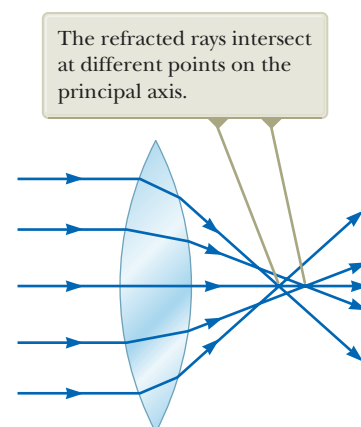 The refracted rays intersect
at different points on the
principal axis.